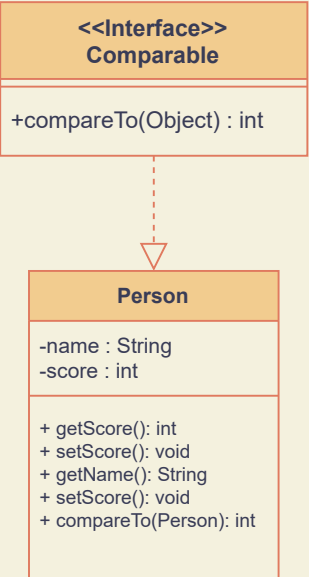 <<Interface>>
Comparable
+compareTo(Object) : int
Person
-name : String
-score : int
+ getScore(): int
+ setScore(): void
+ getName(): String
+ setScore(): void
+ compareTo(Person): int